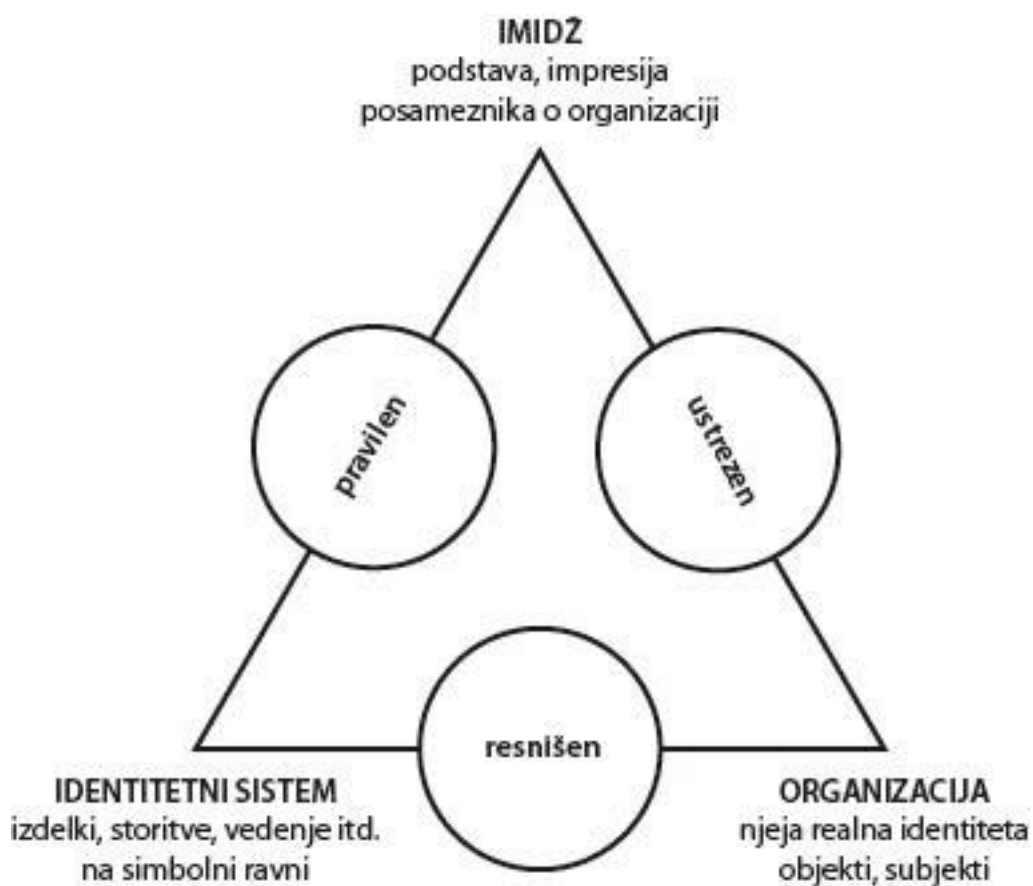 IMIDŽ
podstava, impresija
posameznika o organizaciji
pravilen
ustrezen
resnišen
IDENTITETNI SISTEM
izdelki, storitve, vedenje itd.
na simbolni ravni
ORGANIZACIJA
njeja realna identiteta
objekti, subjekti